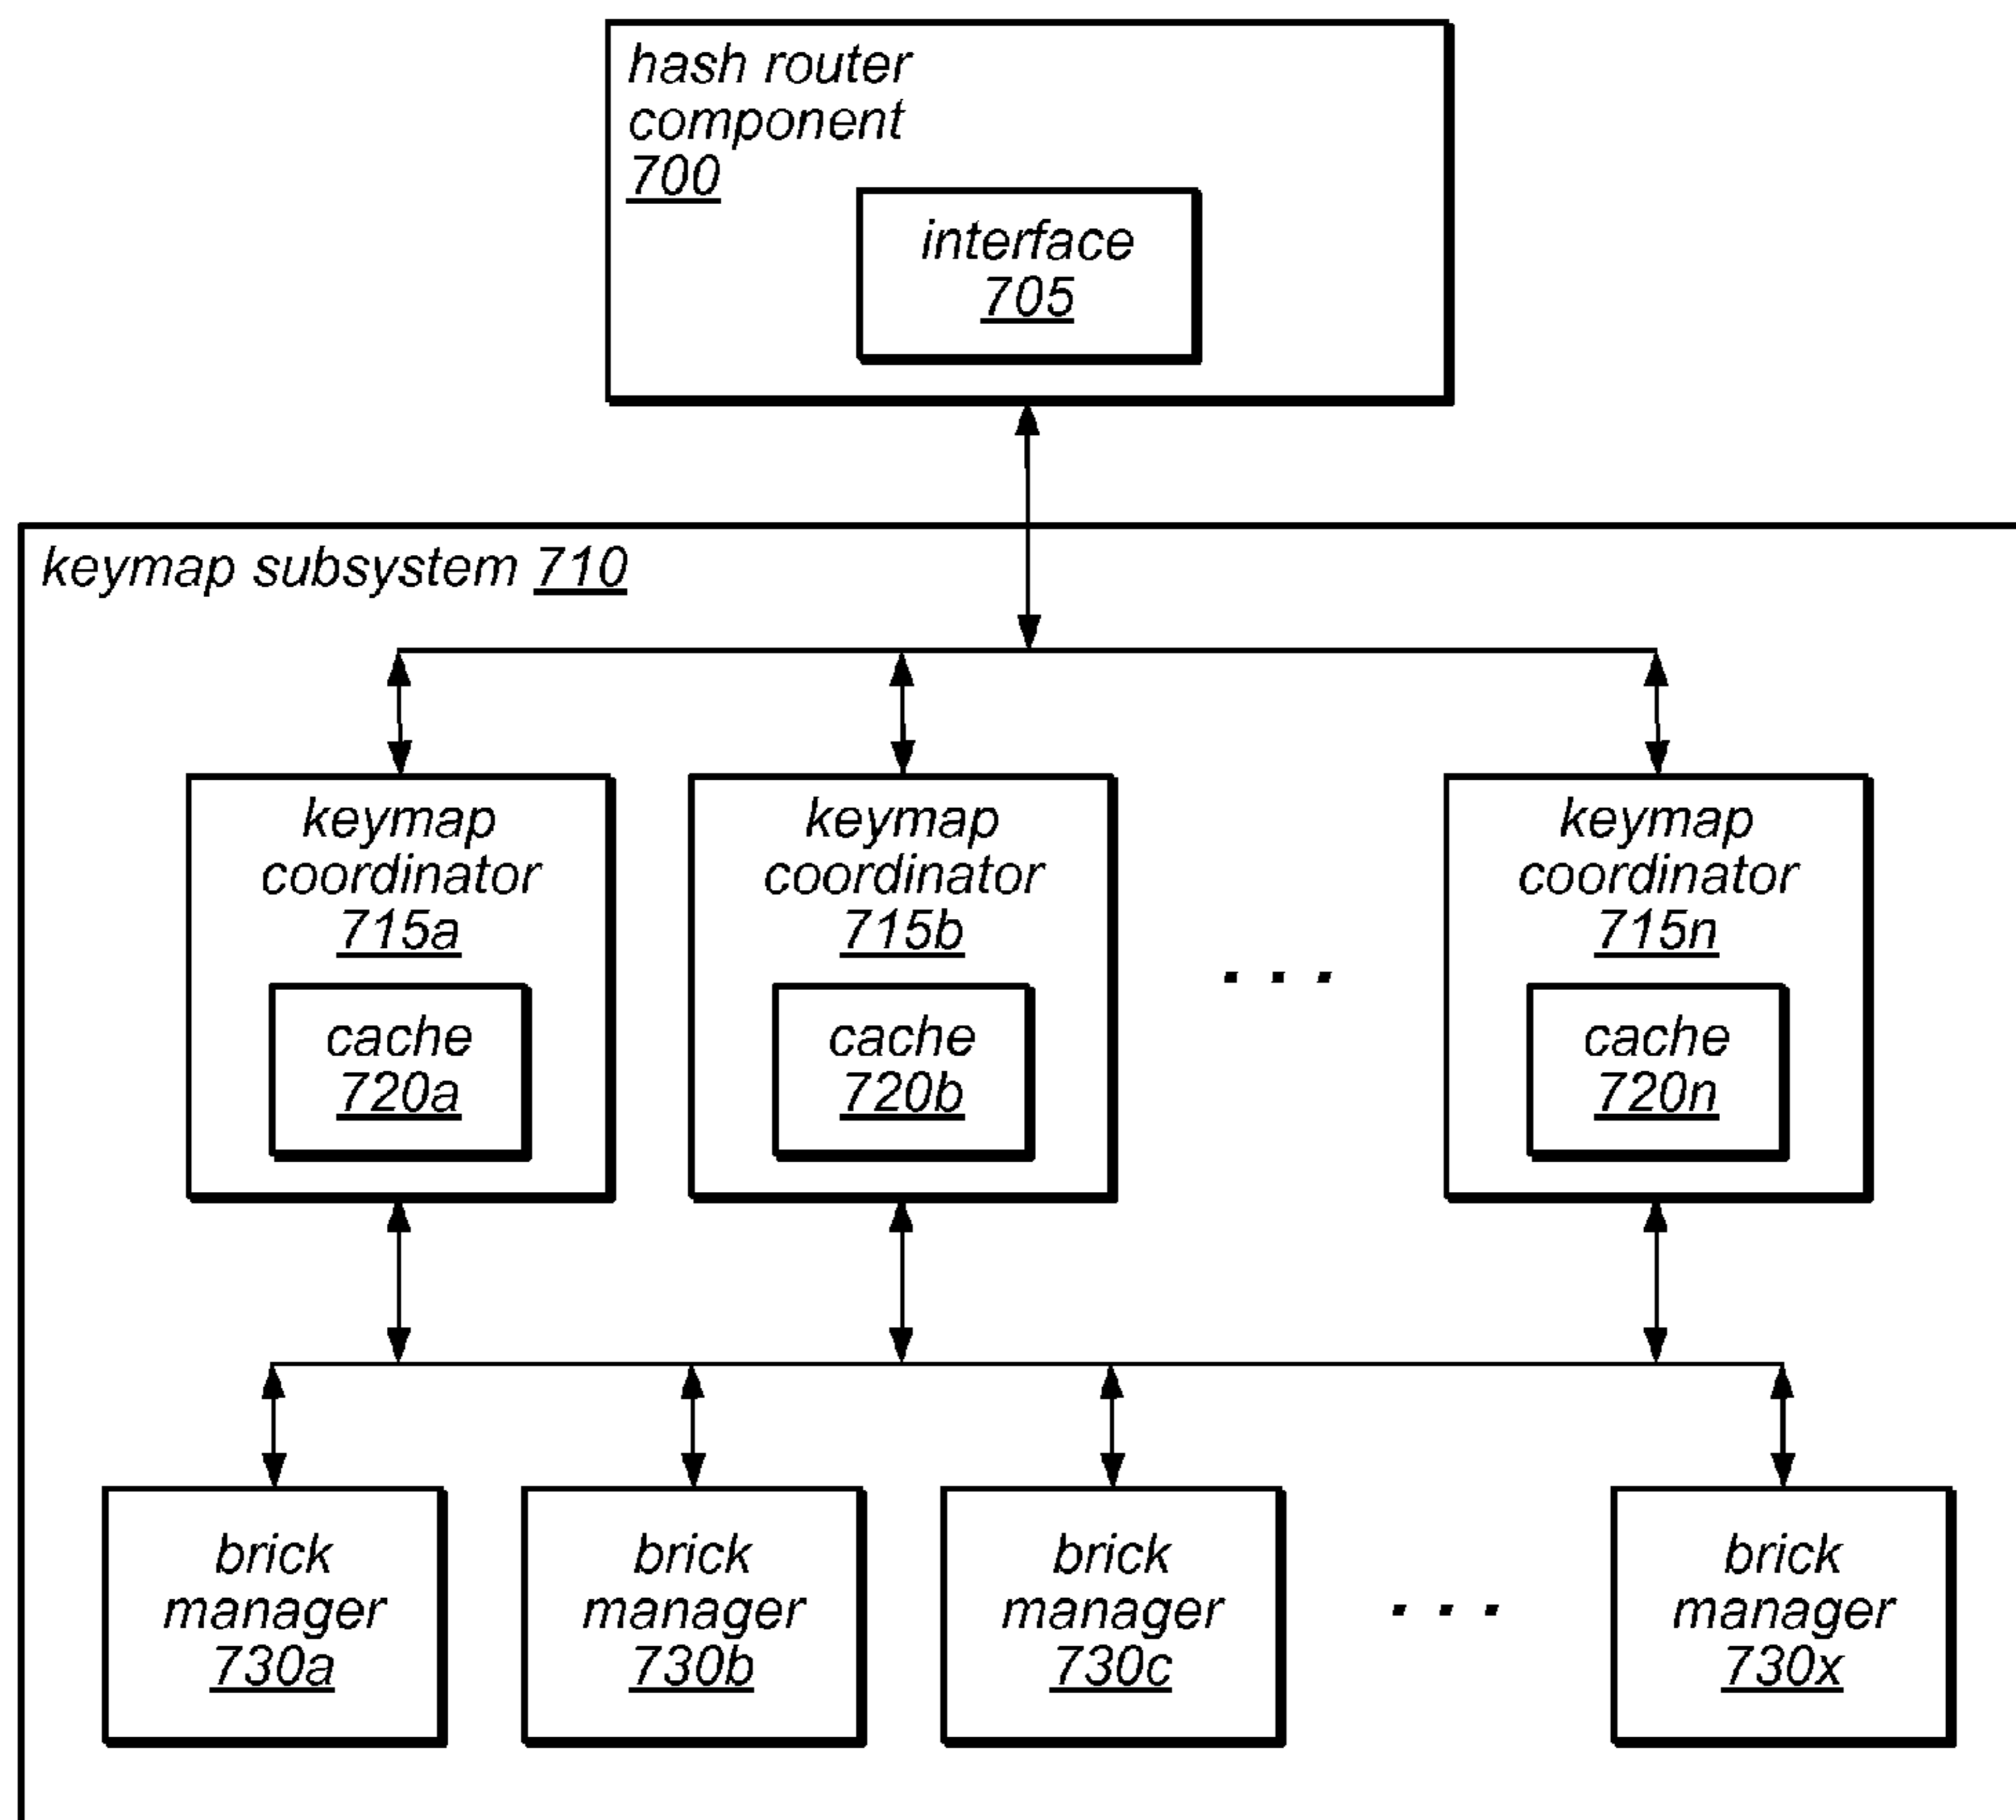 hash router
component
700
interface
705
keymap subsystem 710
keymap
coordinator
715a
cache
720a
keymap
coordinator
715b
cache
720b
. . .
keymap
coordinator
715n
cache
720n
brick
manager
730a
brick
manager
730b
brick
manager
730c
. . .
brick
manager
730x